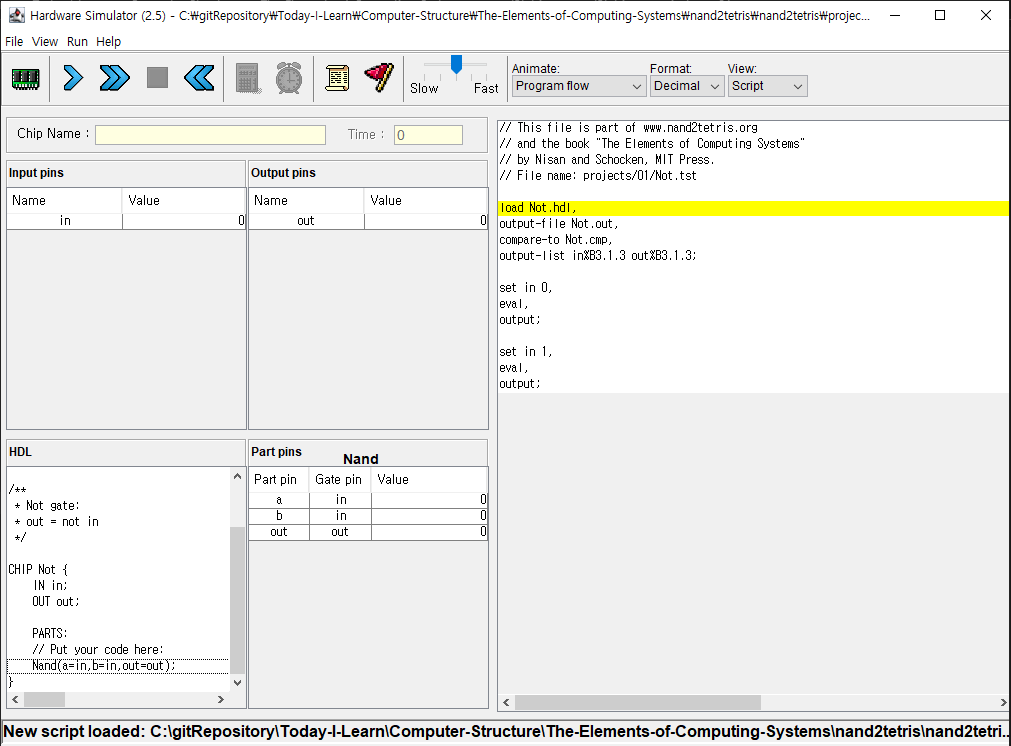 Hardware Simulator (2.5) - C:₩gitRepository₩Today-I-Learn₩Computer-Structure₩The-Elements-of-Computing-Systems₩nand2tetris₩nand2tetris₩projec...
File View Run Help
Slow Fast
Animate: Format: View:
Program flow Decimal Script
Chip Name : Time : 0
Input pins
Name Value
in 0
Output pins
Name Value
out 0
HDL
/**
* Not gate:
* out = not in
*/
CHIP Not {
IN in;
OUT out;
PARTS:
// Put your code here:
Nand(a=in,b=in,out=out);
}
Part pins Nand
Part pin Gate pin Value
a in 0
b in 0
out out 0
// This file is part of www.nand2tetris.org
// and the book "The Elements of Computing Systems"
// by Nisan and Schocken, MIT Press.
// File name: projects/01/Not.tst
load Not.hdl,
output-file Not.out,
compare-to Not.cmp,
output-list in%B3.1.3 out%B3.1.3;
set in 0,
eval,
output;
set in 1,
eval,
output;
New script loaded: C:\gitRepository\Today-I-Learn\Computer-Structure\The-Elements-of-Computing-Systems\nand2tetris\nand2tetri...